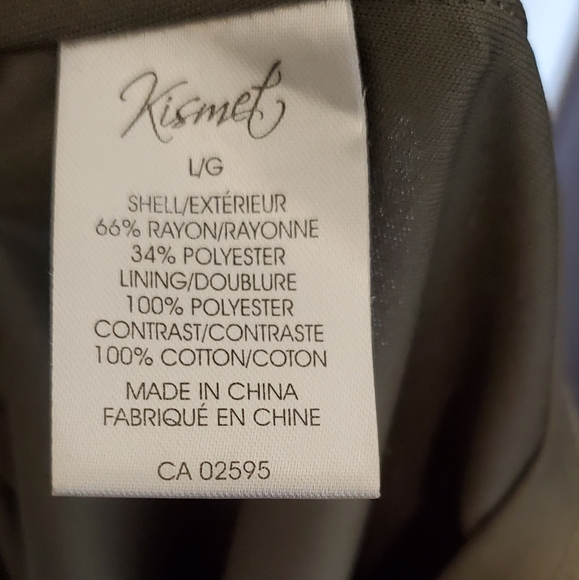 Kismet
L/G
SHELL/EXTÉRIEUR
66% RAYON/RAYONNE
34% POLYESTER
LINING/DOUBLURE
100% POLYESTER
CONTRAST/CONTRASTE
100% COTTON/COTON
MADE IN CHINA
FABRIQUÉ EN CHINE
CA 02595